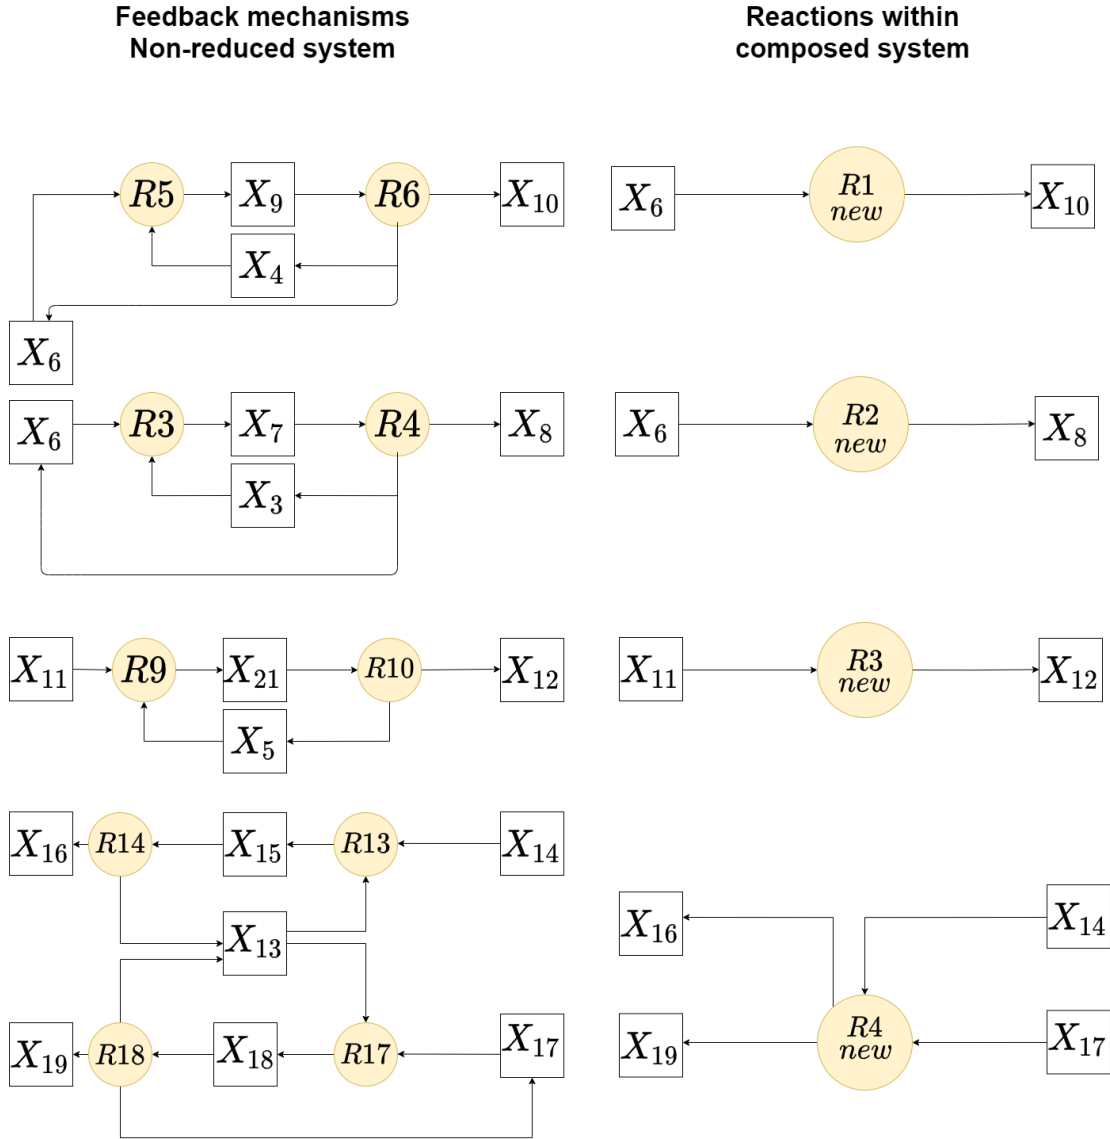 Feedback mechanisms
Non-reduced system
Reactions within
composed system
R5 X₉ R6 X₁₀
X₄
X₆
X₆ R3 X₇ R4 X₈
X₃
X₁₁ R9 X₂₁ R10 X₁₂
X₅
X₁₆ R14 X₁₅ R13 X₁₄
X₁₃
X₁₉ R18 X₁₈ R17 X₁₇
X₆ R1 X₁₀
new
X₆ R2 X₈
new
X₁₁ R3 X₁₂
new
X₁₆ X₁₄
X₁₉ R4 X₁₇
new